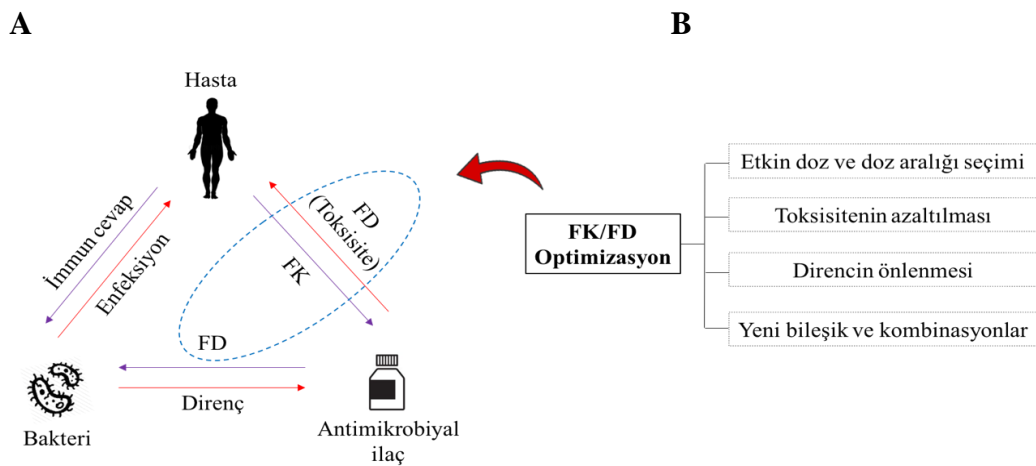 A
B
Hasta
İmmun cevap
Enfeksiyon
FD
(Toksisite)
FK
FD
Direnç
Bakteri
Antimikrobiyal
ilaç
FK/FD
Optimizasyon
Etkin doz ve doz aralığı seçimi
Toksisitenin azaltılması
Direncin önlenmesi
Yeni bileşik ve kombinasyonlar